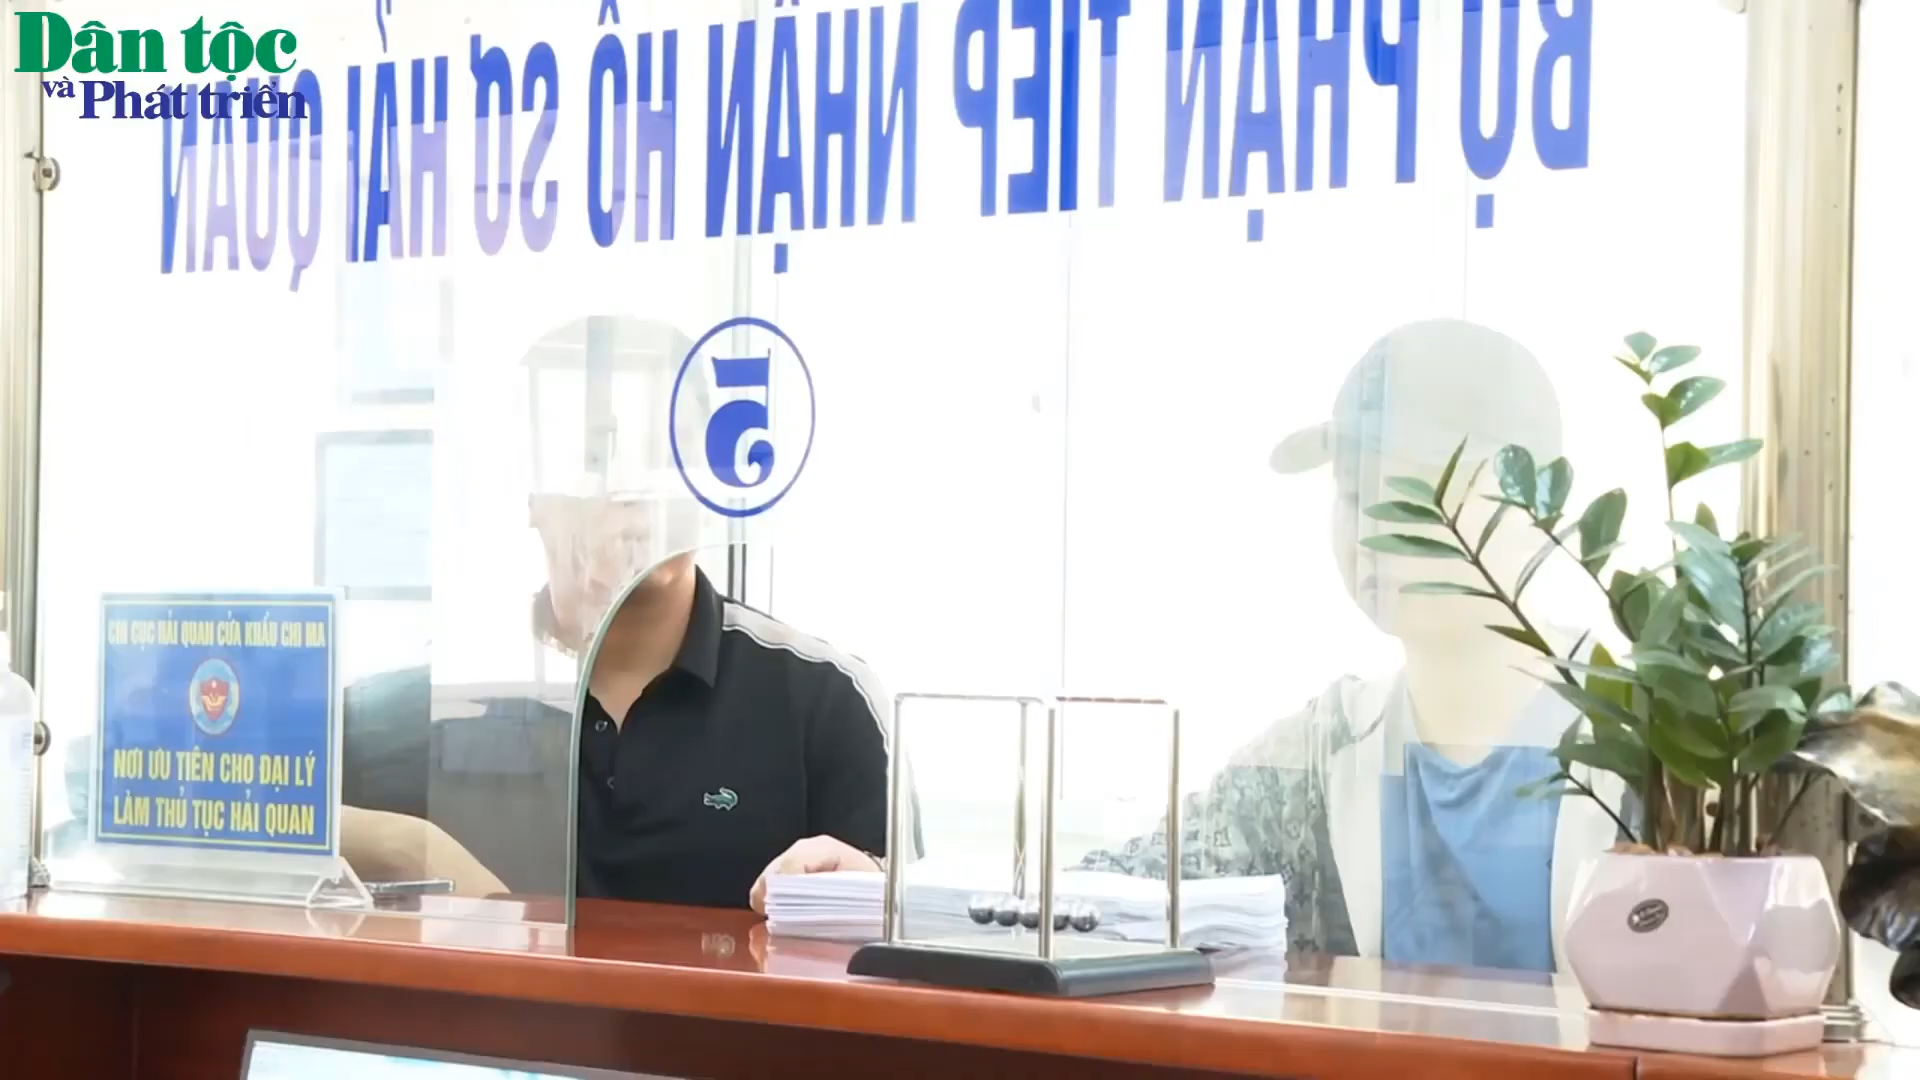 Dân tộc
và Phát triển
BỘ PHẬN TIẾP NHẬN HỒ SƠ HẢI QUAN
5
CHI CỤC HẢI QUAN CỬA KHẨU CHI MA
NƠI ƯU TIÊN CHO ĐẠI LÝ
LÀM THỦ TỤC HẢI QUAN